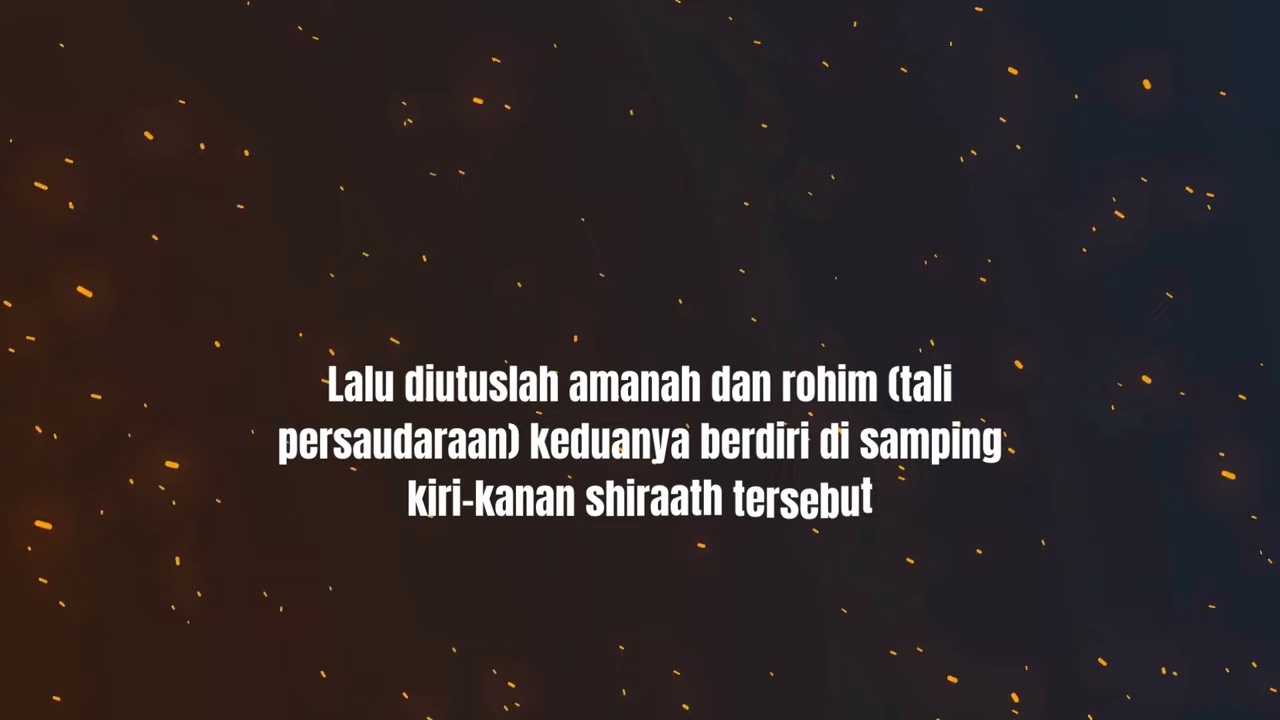 Lalu diutuslah amanah dan rohim (tali
persaudaraan) keduanya berdiri di samping
kiri-kanan shiraath tersebut